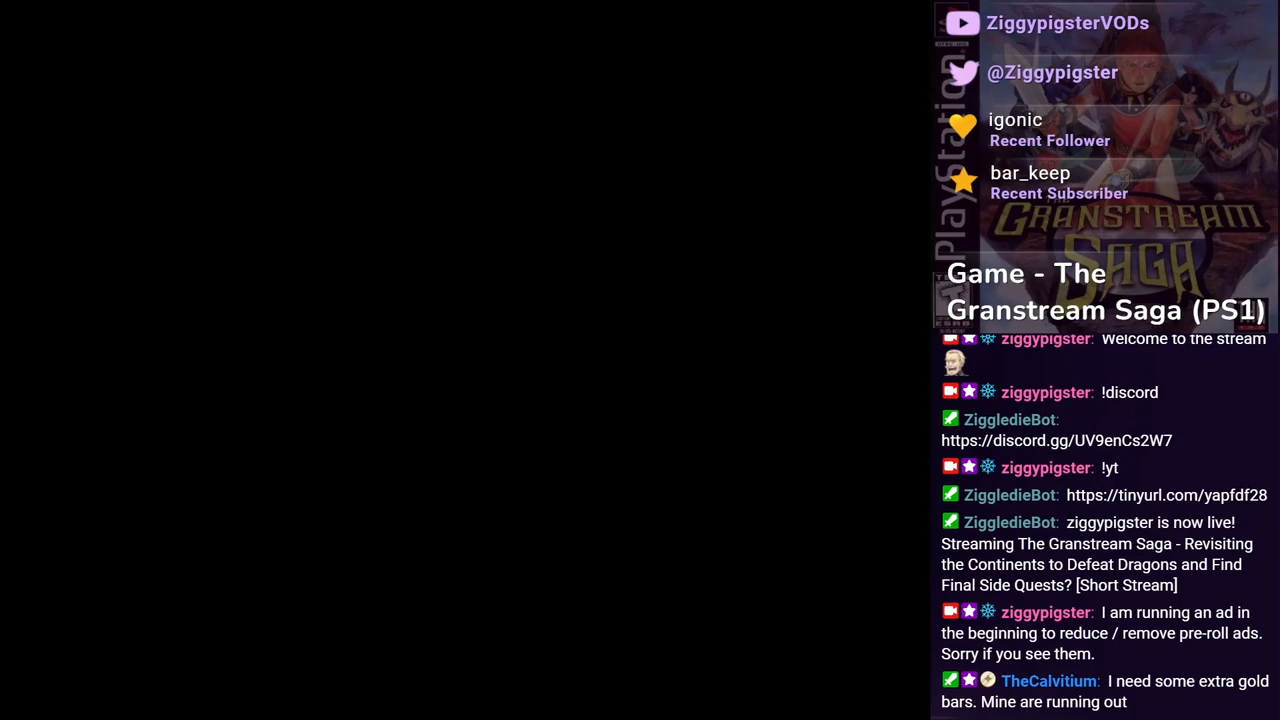 ZiggypigsterVODs
@Ziggypigster
igonic
Recent Follower
bar_keep
Recent Subscriber
PlayStation
THE
GRANSTREAM
SAGA
Game - The
Granstream Saga (PS1)
ziggypigster: Welcome to the stream
ziggypigster: !discord
ZiggledieBot:
https://discord.gg/UV9enCs2W7
ziggypigster: !yt
ZiggledieBot: https://tinyurl.com/yapfdf28
ZiggledieBot: ziggypigster is now live!
Streaming The Granstream Saga - Revisiting
the Continents to Defeat Dragons and Find
Final Side Quests? [Short Stream]
ziggypigster: I am running an ad in
the beginning to reduce / remove pre-roll ads.
Sorry if you see them.
TheCalvitium: I need some extra gold
bars. Mine are running out